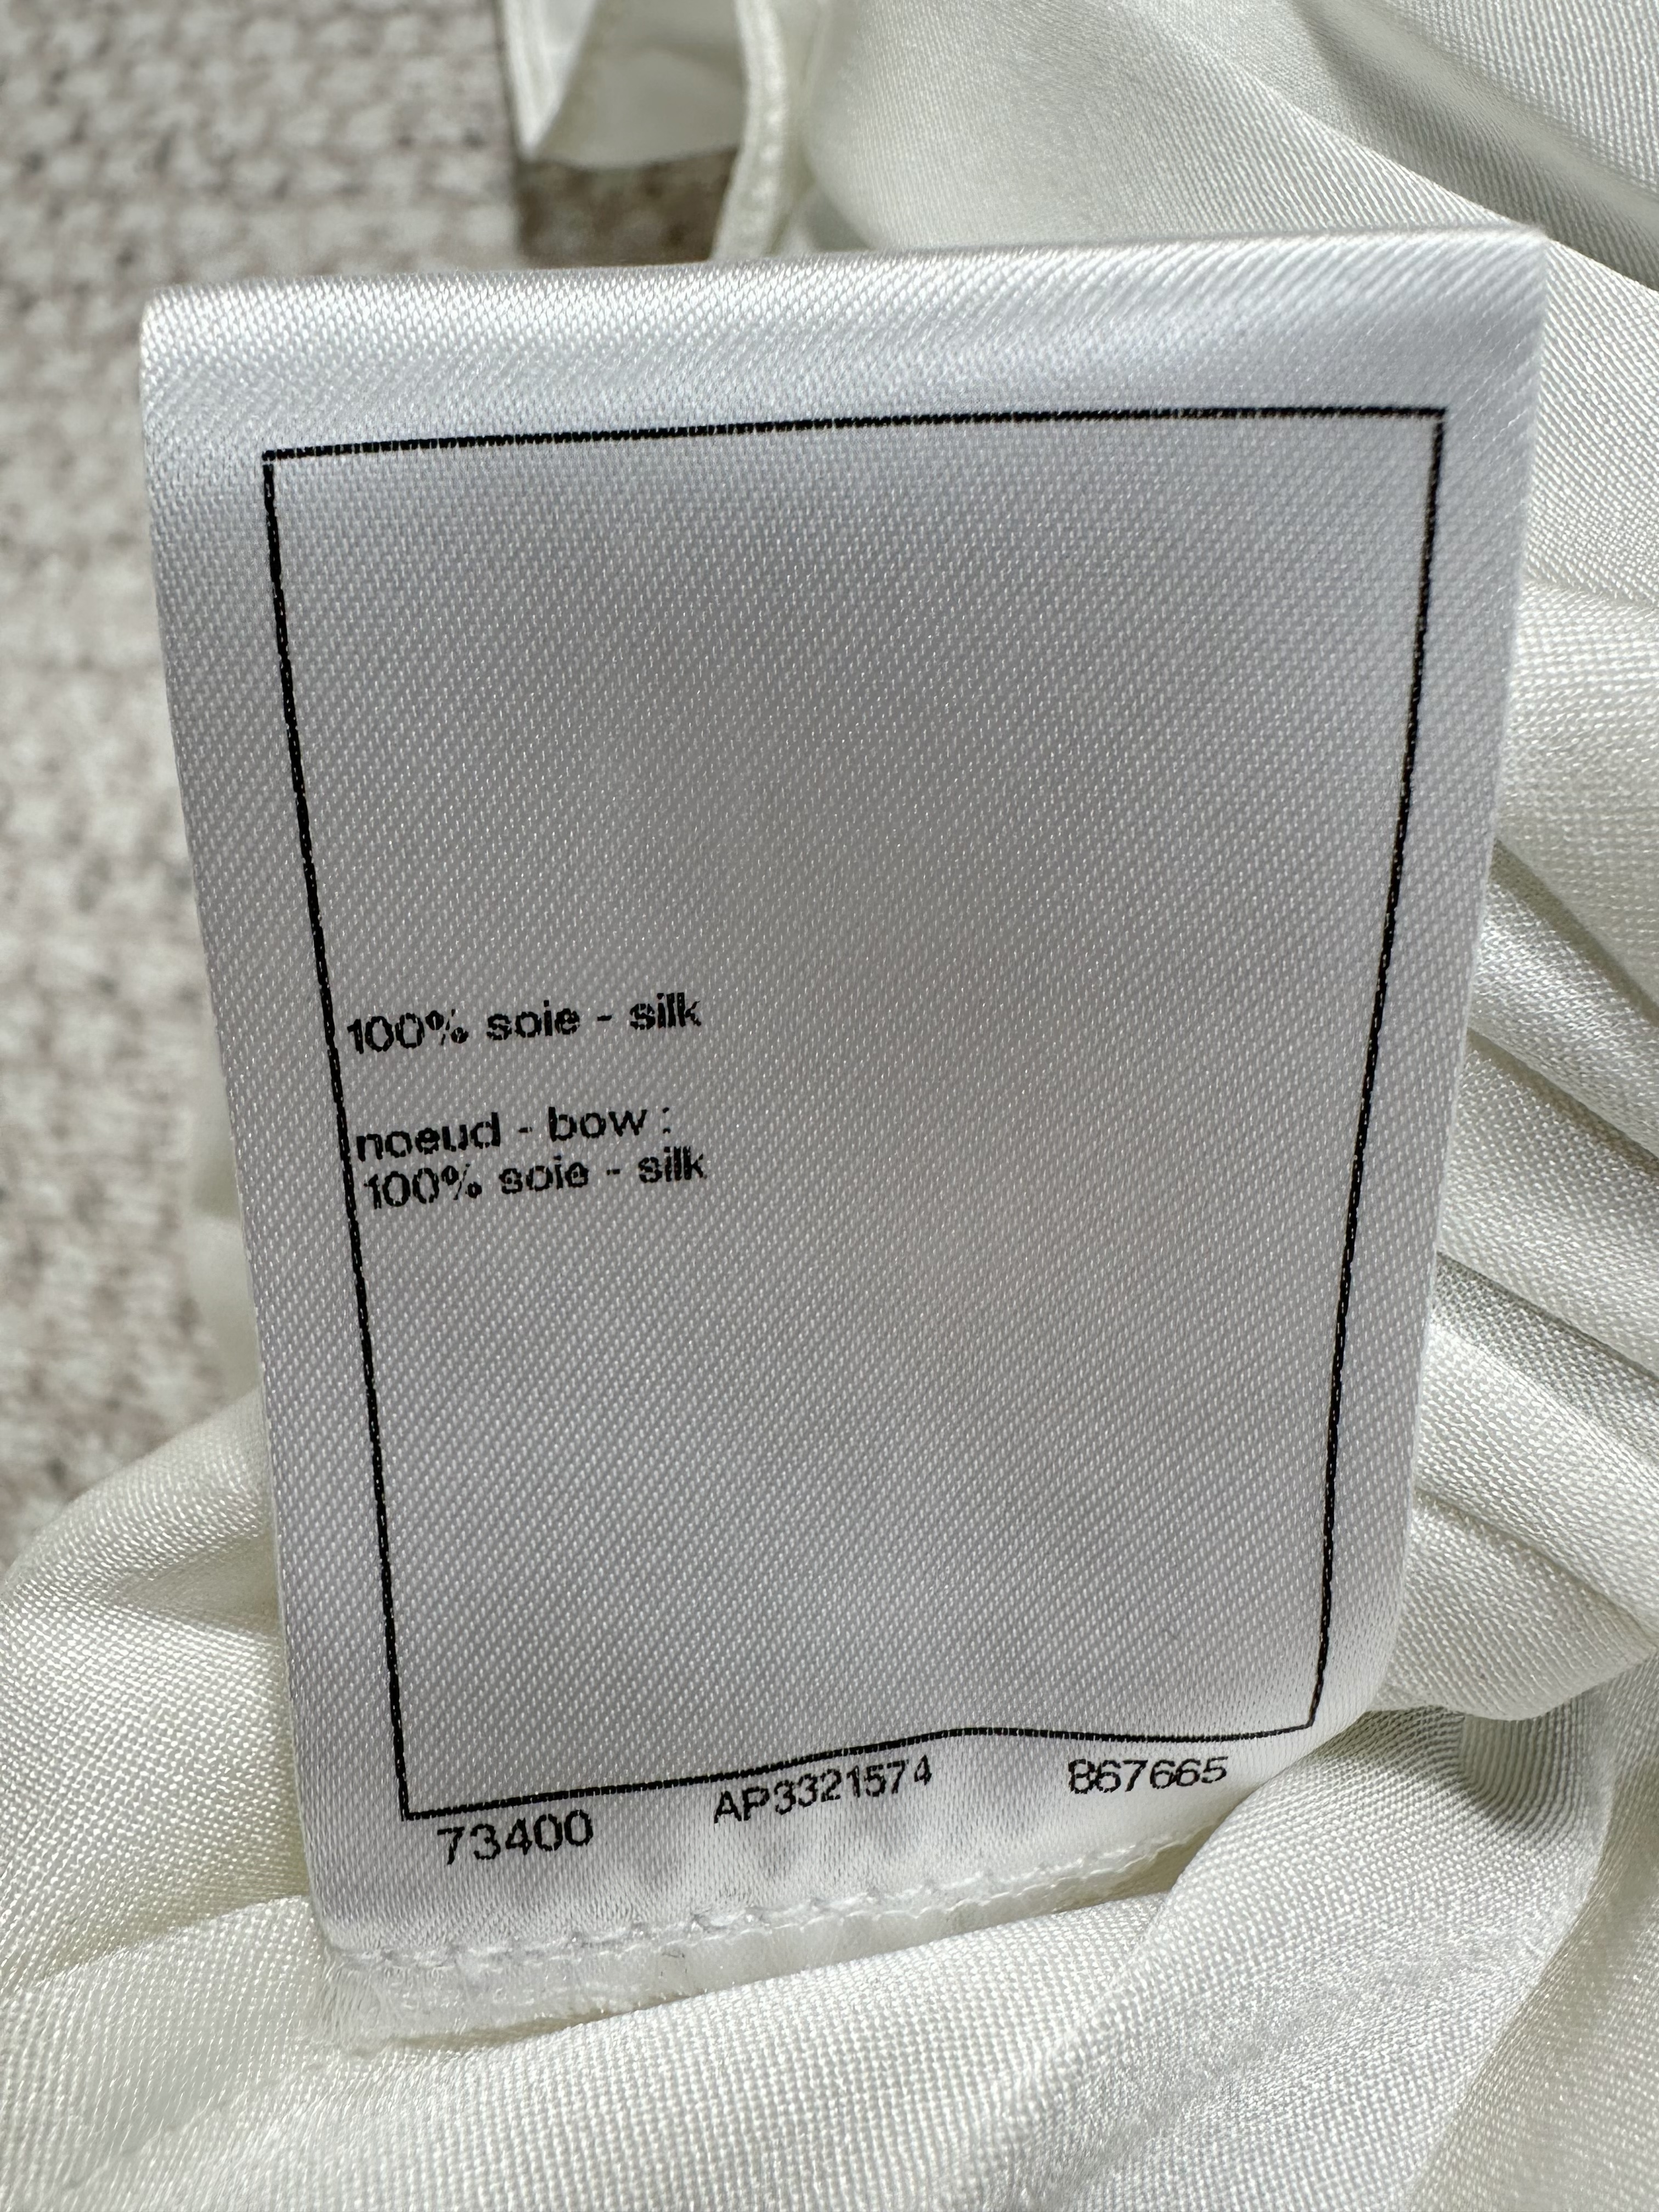 100% soie - silk
noeud - bow :
100% soie - silk
73400 AP3321574 867665